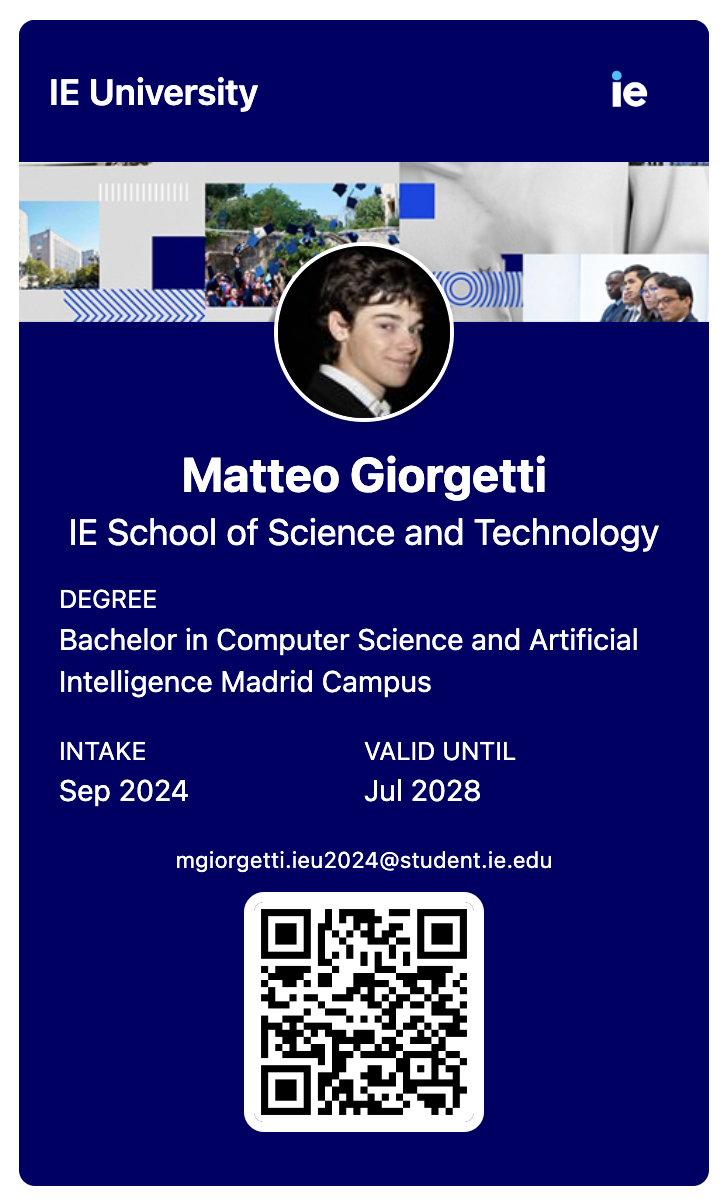 IE University
ie
Matteo Giorgetti
IE School of Science and Technology
DEGREE
Bachelor in Computer Science and Artificial
Intelligence Madrid Campus
INTAKE
VALID UNTIL
Sep 2024
Jul 2028
mgiorgetti.ieu2024@student.ie.edu